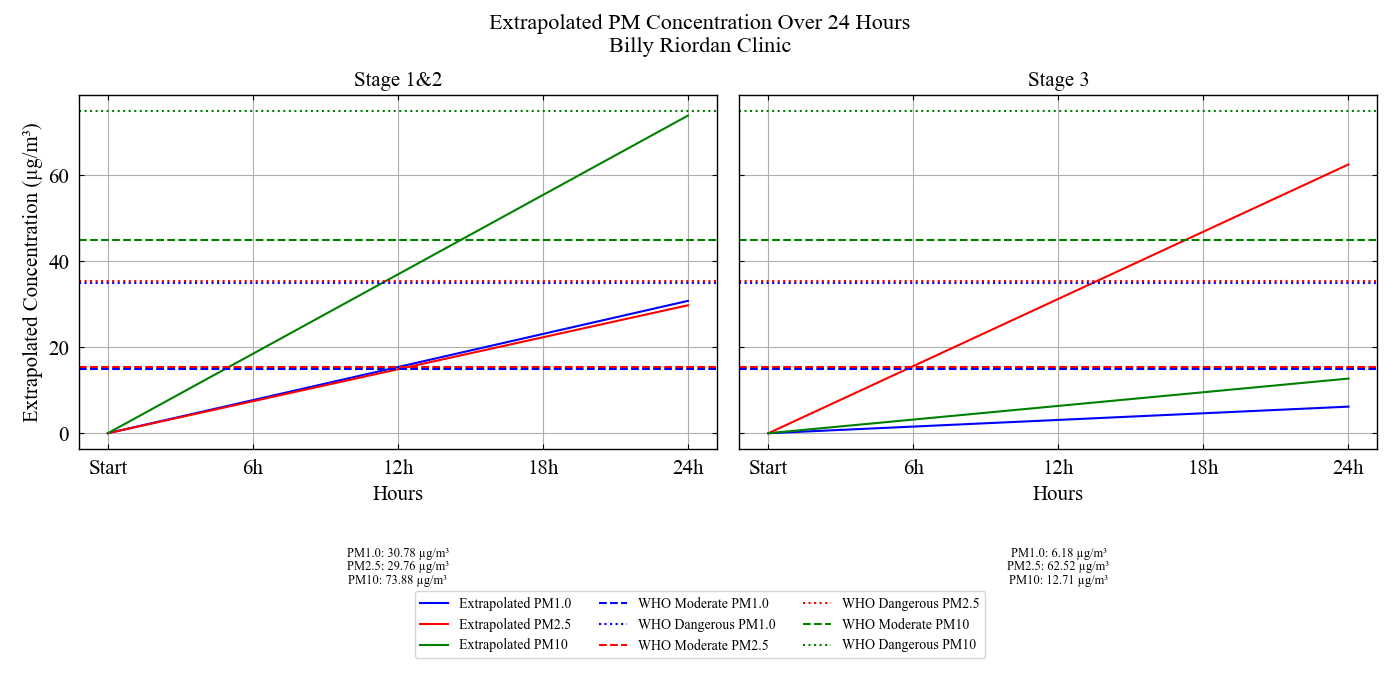 Extrapolated PM Concentration Over 24 Hours
Billy Riordan Clinic
Stage 1&2
Stage 3
Extrapolated Concentration (µg/m³)
60
40
20
0
Start 6h 12h 18h 24h
Start 6h 12h 18h 24h
Hours
Hours
PM1.0: 30.78 µg/m³
PM2.5: 29.76 µg/m³
PM10: 73.88 µg/m³
PM1.0: 6.18 µg/m³
PM2.5: 62.52 µg/m³
PM10: 12.71 µg/m³
Extrapolated PM1.0
Extrapolated PM2.5
Extrapolated PM10
WHO Moderate PM1.0
WHO Dangerous PM1.0
WHO Moderate PM2.5
WHO Dangerous PM2.5
WHO Moderate PM10
WHO Dangerous PM10